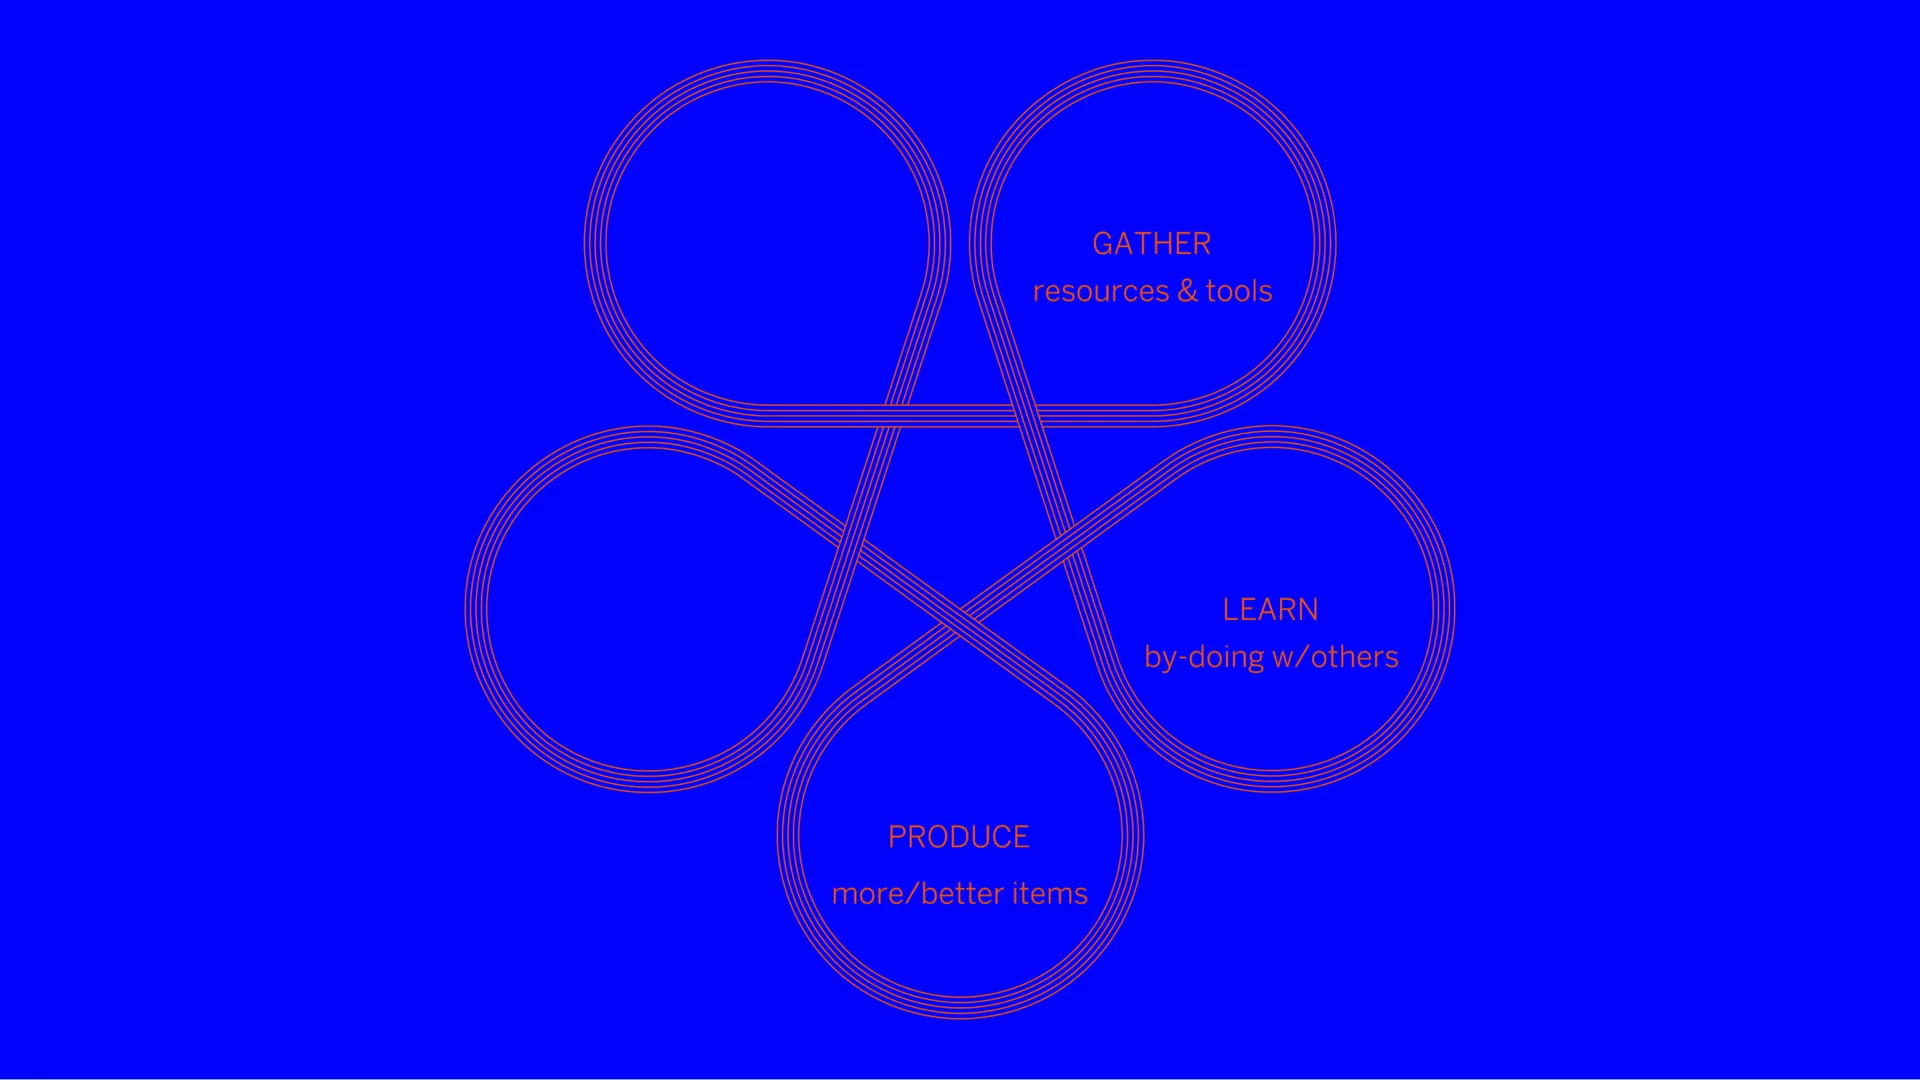 GATHER
resources & tools
LEARN
by-doing w/others
PRODUCE
more/better items